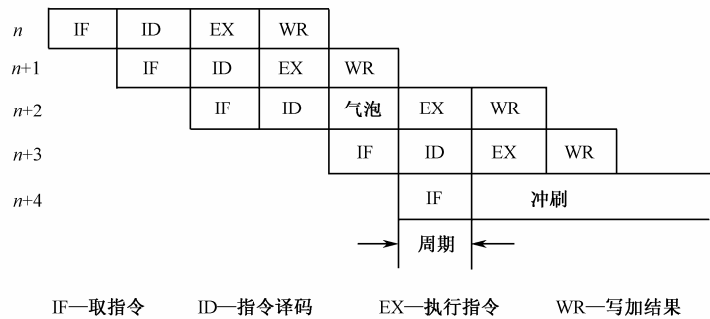 n IF ID EX WR
n+1 IF ID EX WR
n+2 IF ID 气泡 EX WR
n+3 IF ID EX WR
n+4 IF 冲刷
周期
IF—取指令 ID—指令译码 EX—执行指令 WR—写加结果